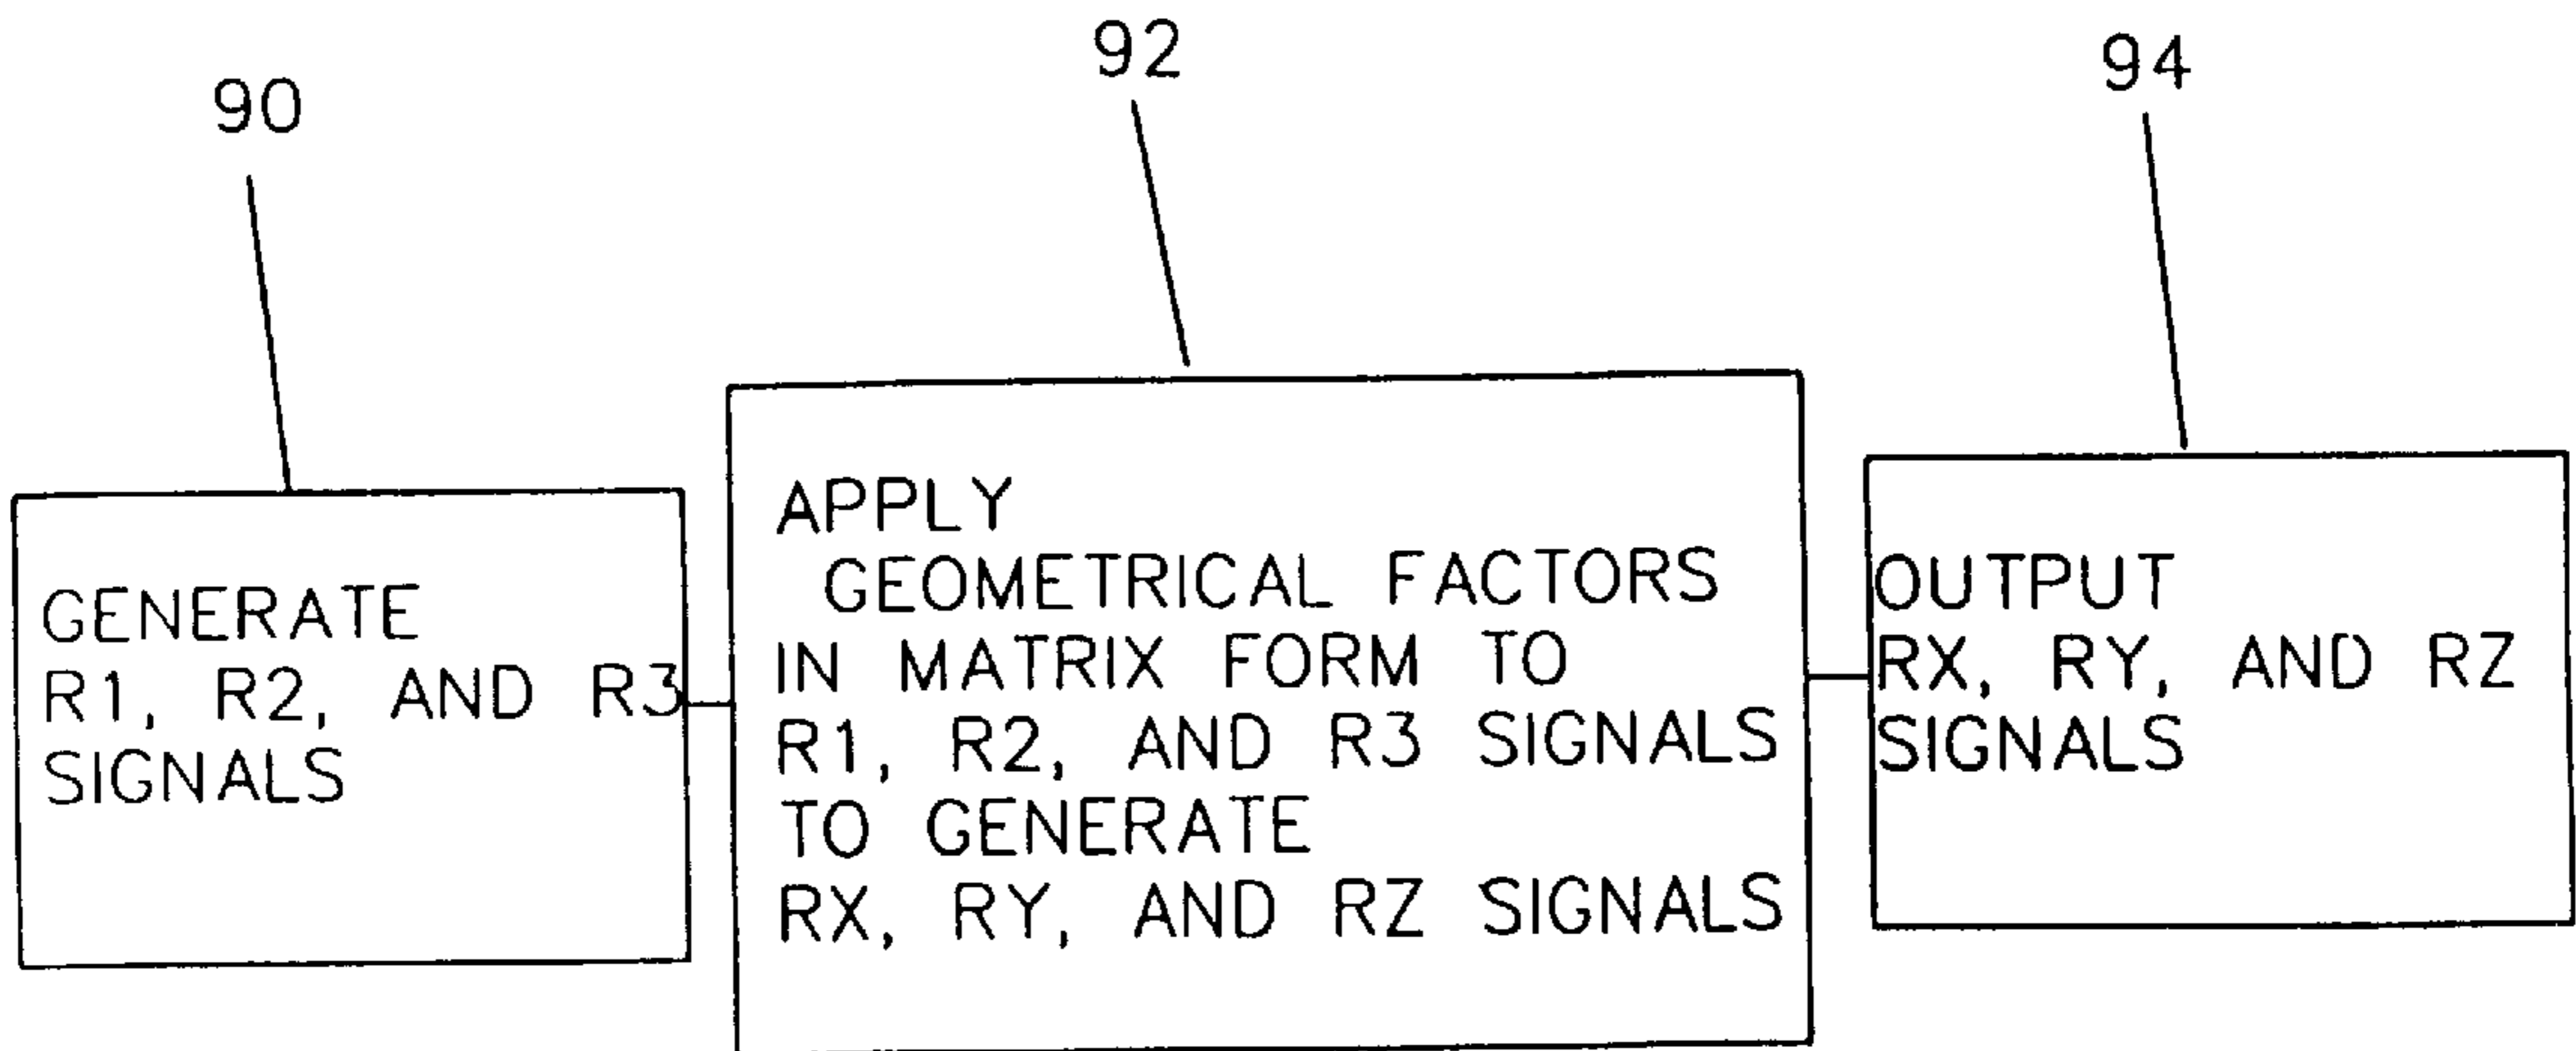 90
92
94
GENERATE
R1, R2, AND R3
SIGNALS
APPLY
GEOMETRICAL FACTORS
IN MATRIX FORM TO
R1, R2, AND R3 SIGNALS
TO GENERATE
RX, RY, AND RZ SIGNALS
OUTPUT
RX, RY, AND RZ
SIGNALS